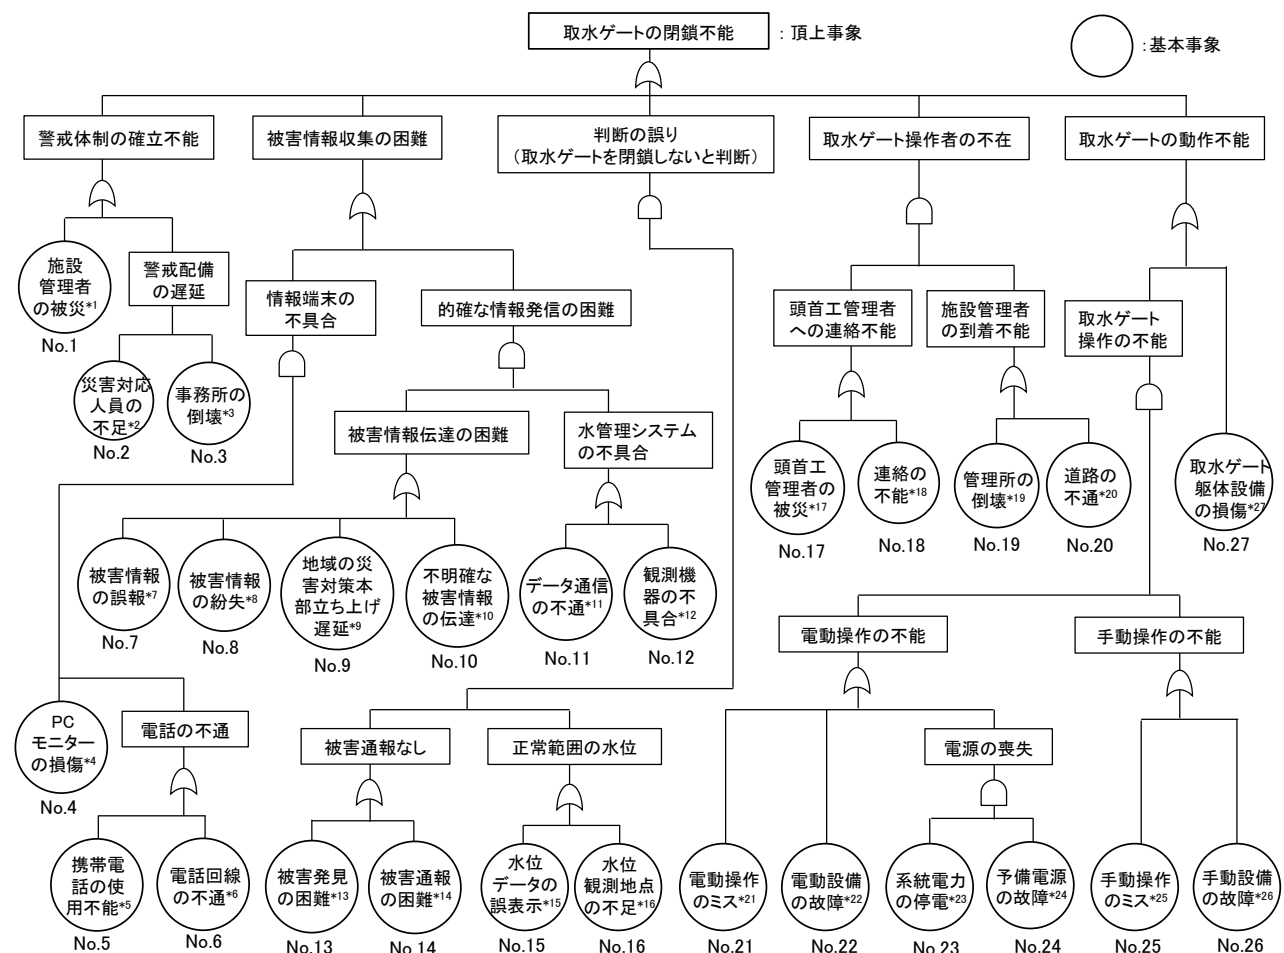 取水ゲートの閉鎖不能
：頂上事象
：基本事象
警戒体制の確立不能
被害情報収集の困難
判断の誤り
（取水ゲートを閉鎖しないと判断）
取水ゲート操作者の不在
取水ゲートの動作不能
施設
管理者
の被災*1
No.1
警戒配備
の遅延
情報端末の
不具合
的確な情報発信の困難
頭首工管理者
への連絡不能
施設管理者
の到着不能
取水ゲート
操作の不能
災害対応
人員の
不足*2
No.2
事務所の
倒壊*3
No.3
被害情報伝達の困難
水管理システム
の不具合
頭首工
管理者の
被災*17
No.17
連絡の
不能*18
No.18
管理所の
倒壊*19
No.19
道路の
不通*20
No.20
取水ゲート
躯体設備
の損傷*27
No.27
被害情報
の誤報*7
No.7
被害情報
の紛失*8
No.8
地域の災
害対策本
部立ち上げ
遅延*9
No.9
不明確な
被害情報
の伝達*10
No.10
データ通信
の不通*11
No.11
観測機
器の不
具合*12
No.12
電動操作の不能
手動操作の不能
PC
モニター
の損傷*4
No.4
電話の不通
被害通報なし
正常範囲の水位
電源の喪失
携帯電
話の使
用不能*5
No.5
電話回線
の不通*6
No.6
被害発見
の困難*13
No.13
被害通報
の困難*14
No.14
水位
データの
誤表示*15
No.15
水位
観測地点
の不足*16
No.16
電動操作
のミス*21
No.21
電動設備
の故障*22
No.22
系統電力
の停電*23
No.23
予備電源
の故障*24
No.24
手動操作
のミス*25
No.25
手動設備
の故障*26
No.26